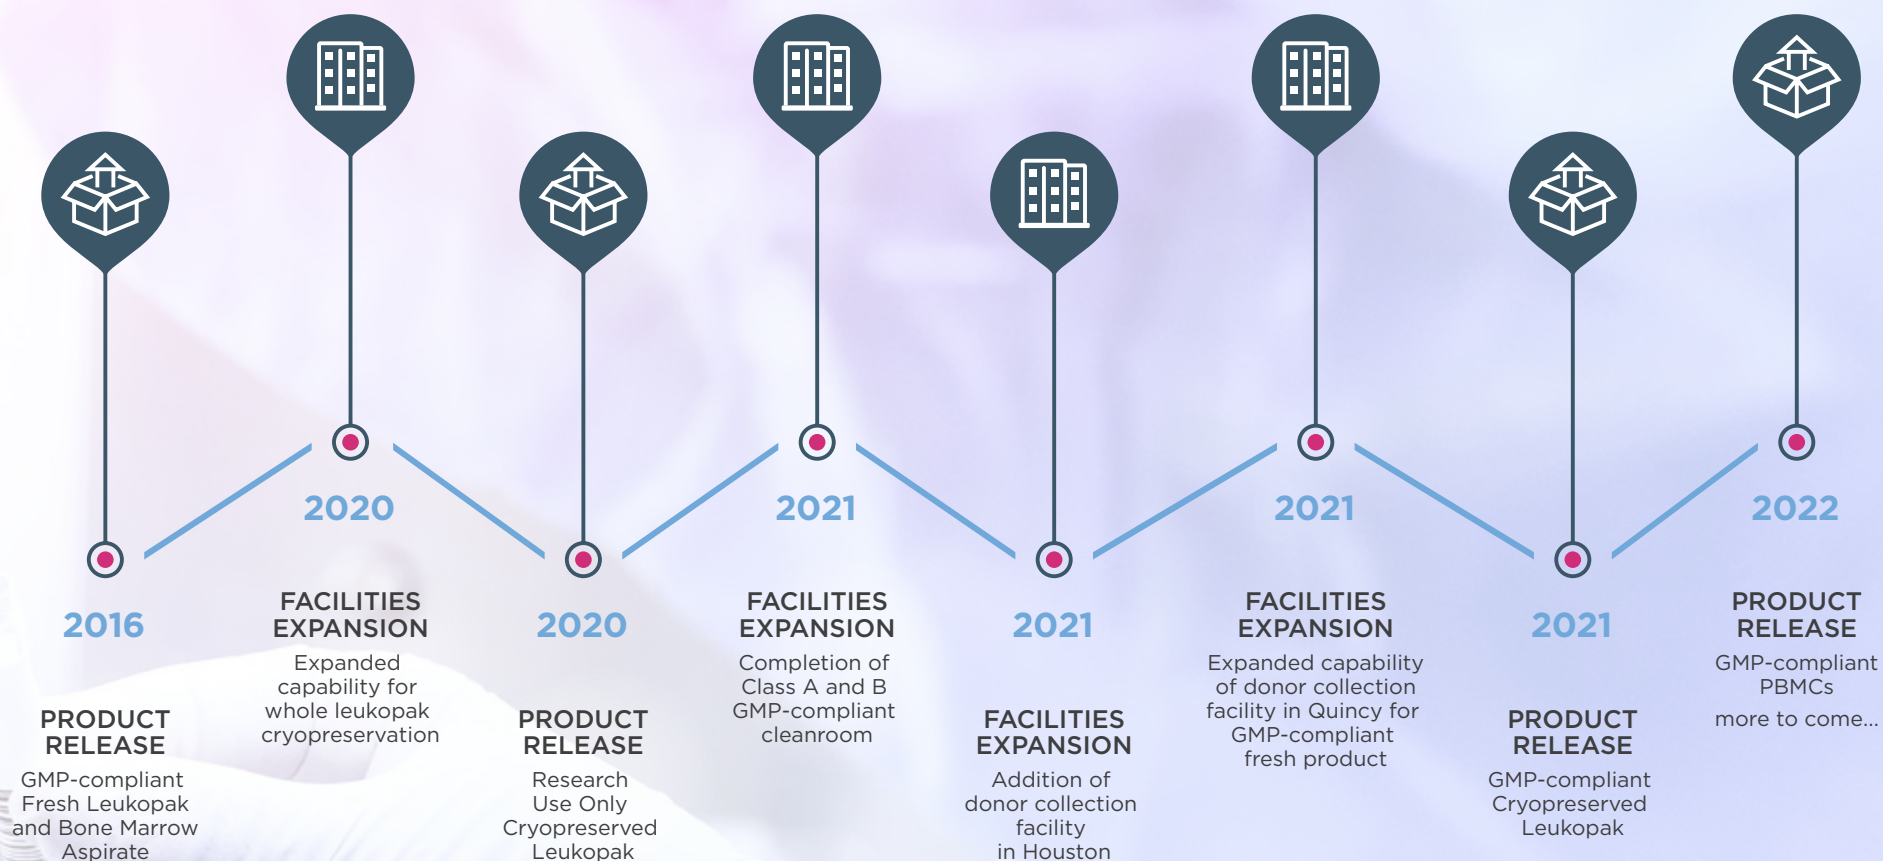 2016
PRODUCT
RELEASE
GMP-compliant
Fresh Leukopak
and Bone Marrow
Aspirate
2020
FACILITIES
EXPANSION
Expanded
capability for
whole leukopak
cryopreservation
2020
PRODUCT
RELEASE
Research
Use Only
Cryopreserved
Leukopak
2021
FACILITIES
EXPANSION
Completion of
Class A and B
GMP-compliant
cleanroom
2021
FACILITIES
EXPANSION
Addition of
donor collection
facility
in Houston
2021
FACILITIES
EXPANSION
Expanded capability
of donor collection
facility in Quincy for
GMP-compliant
fresh product
2021
PRODUCT
RELEASE
GMP-compliant
Cryopreserved
Leukopak
2022
PRODUCT
RELEASE
GMP-compliant
PBMCs
more to come...